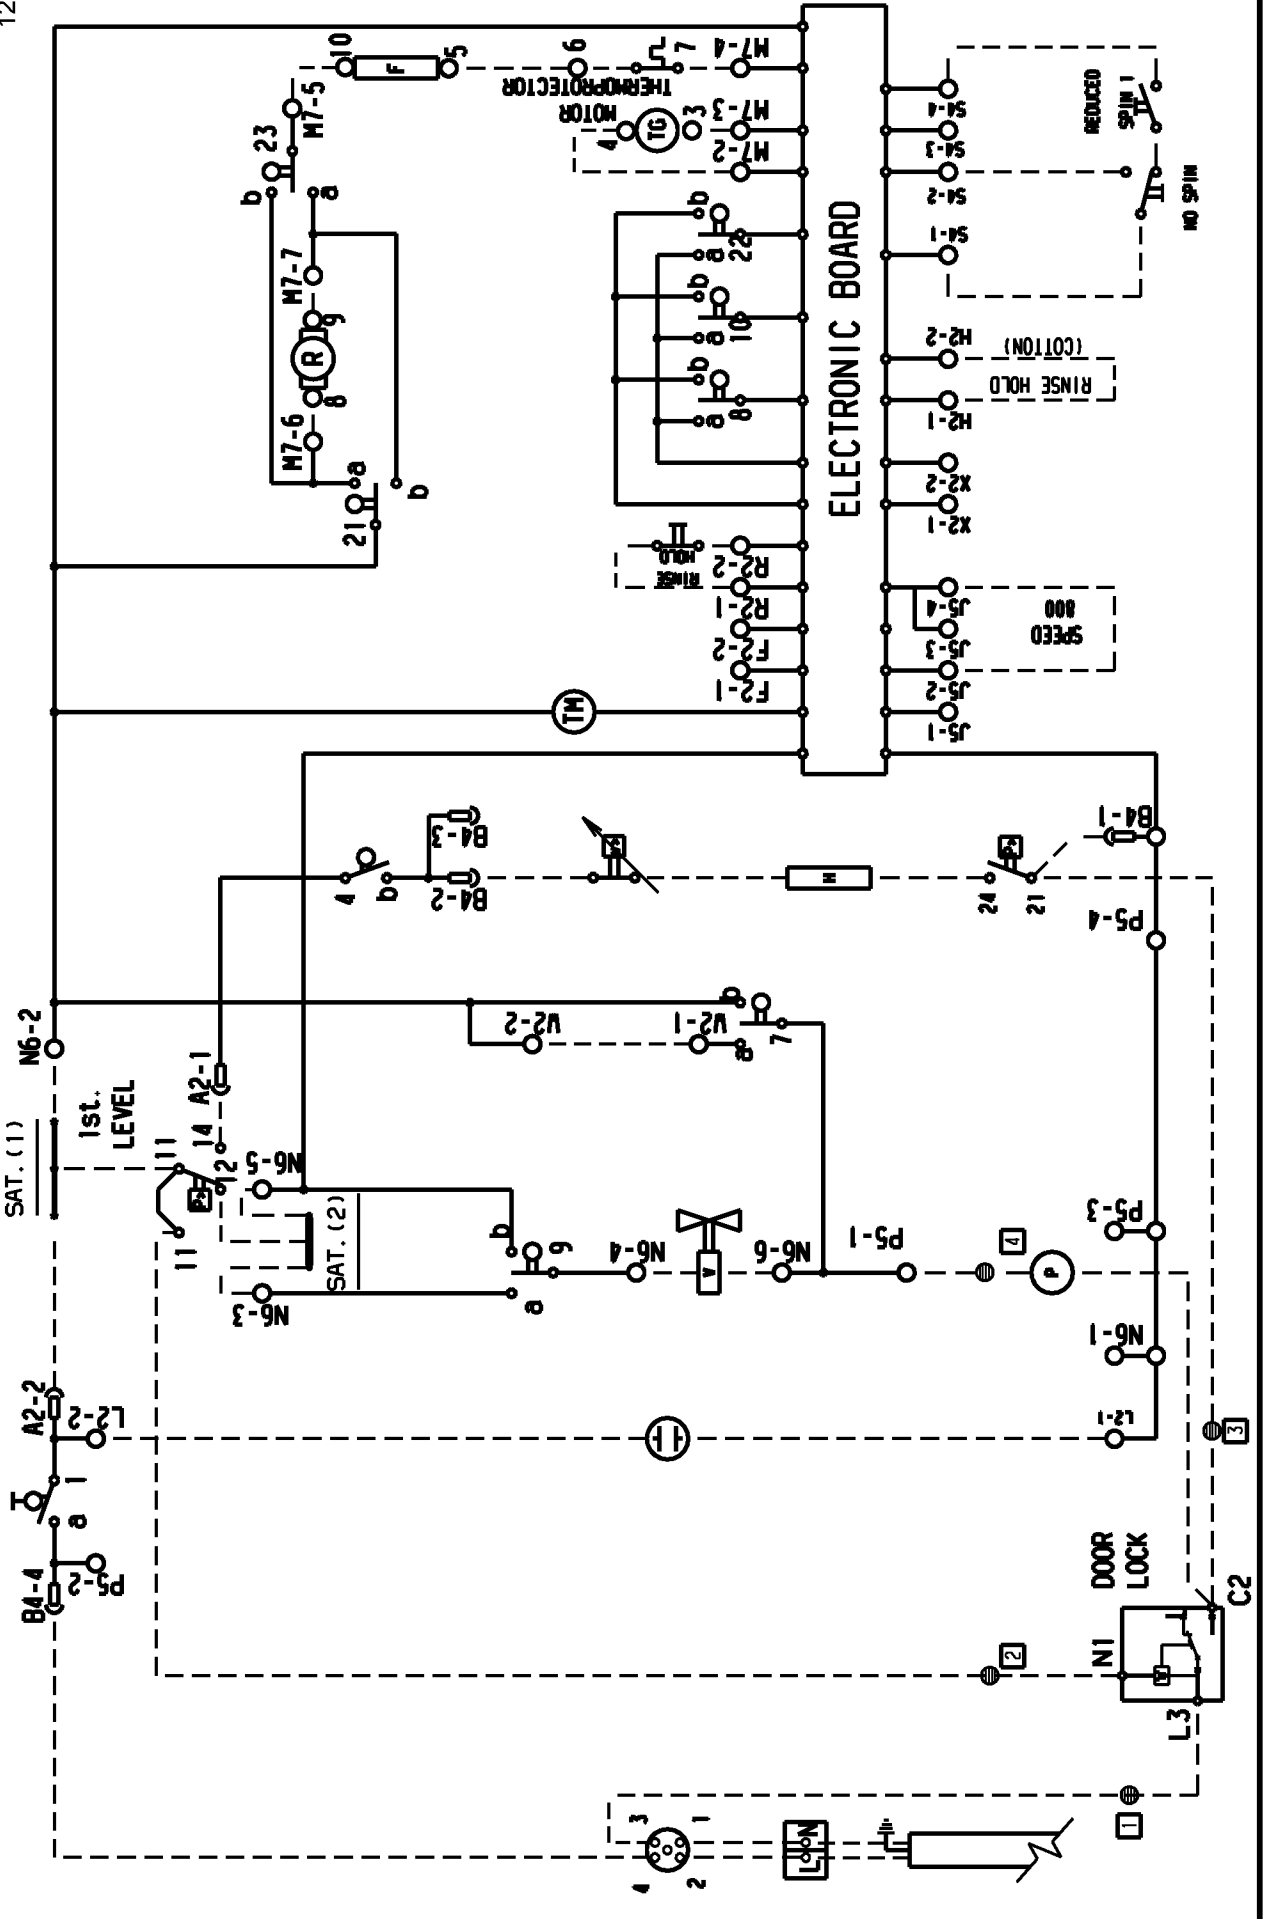 12
10
F
5
6
THERMOPROTECTOR
7
M7-4
23
M7-5
MOTOR
4
TG
3
M7-3
M7-2
b
a
M7-7
9
R
8
M7-6
a
b
21
b
a
22
b
a
10
b
a
8
ELECTRONIC BOARD
S4-4
S4-3
S4-2
S4-1
REDUCED
SPIN 1
NO SPIN
H2-2
(COTTON)
RINSE HOLD
H2-1
X2-2
X2-1
RINSE
HOLD
R2-2
R2-1
F2-2
F2-1
J5-4
J5-3
J5-2
J5-1
SPEED
800
TM
4
b
B4-3
B4-2
H
24
21
P^
B4-1
P5-4
N6-2
SAT.(1)
1st.
LEVEL
A2-1
14
11
12
P^
11
N6-5
SAT.(2)
N6-3
V2-2
V2-1
b
a
7
b
a
9
N6-4
V
N6-6
P5-1
4
P
P5-3
N6-1
A2-2
L2-2
L2-1
1
a
B4-4
P5-2
3
2
DOOR
LOCK
N1
C2
L3
1
3
1
4
2
L
N